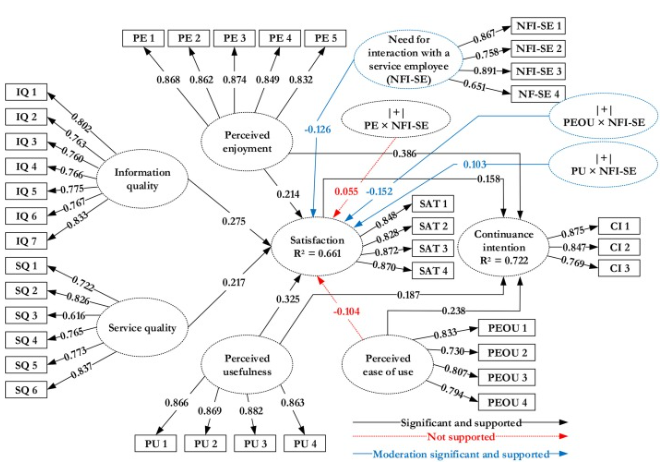 PE 1
PE 2
PE 3
PE 4
PE 5
0.868
0.862
0.874
0.849
0.832
Perceived
enjoyment
Need for
interaction with a
service employee
(NFI-SE)
0.867
0.758
0.891
0.651
NFI-SE 1
NFI-SE 2
NFI-SE 3
NF-SE 4
|+|
PE × NFI-SE
|+|
PEOU × NFI-SE
|+|
PU × NFI-SE
IQ 1
IQ 2
IQ 3
IQ 4
IQ 5
IQ 6
IQ 7
0.802
0.763
0.760
0.766
0.775
0.767
0.833
Information
quality
-0.126
0.386
0.103
0.158
0.055
-0.152
0.214
0.275
0.217
Satisfaction
R² = 0.661
0.848
0.828
0.872
0.870
SAT 1
SAT 2
SAT 3
SAT 4
Continuance
intention
R² = 0.722
0.875
0.847
0.769
CI 1
CI 2
CI 3
SQ 1
SQ 2
SQ 3
SQ 4
SQ 5
SQ 6
0.722
0.826
0.616
0.765
0.773
0.837
Service quality
0.325
0.187
-0.104
0.238
Perceived
usefulness
0.866
0.869
0.882
0.863
PU 1
PU 2
PU 3
PU 4
Perceived
ease of use
0.833
0.730
0.807
0.794
PEOU 1
PEOU 2
PEOU 3
PEOU 4
Significant and supported
Not supported
Moderation significant and supported